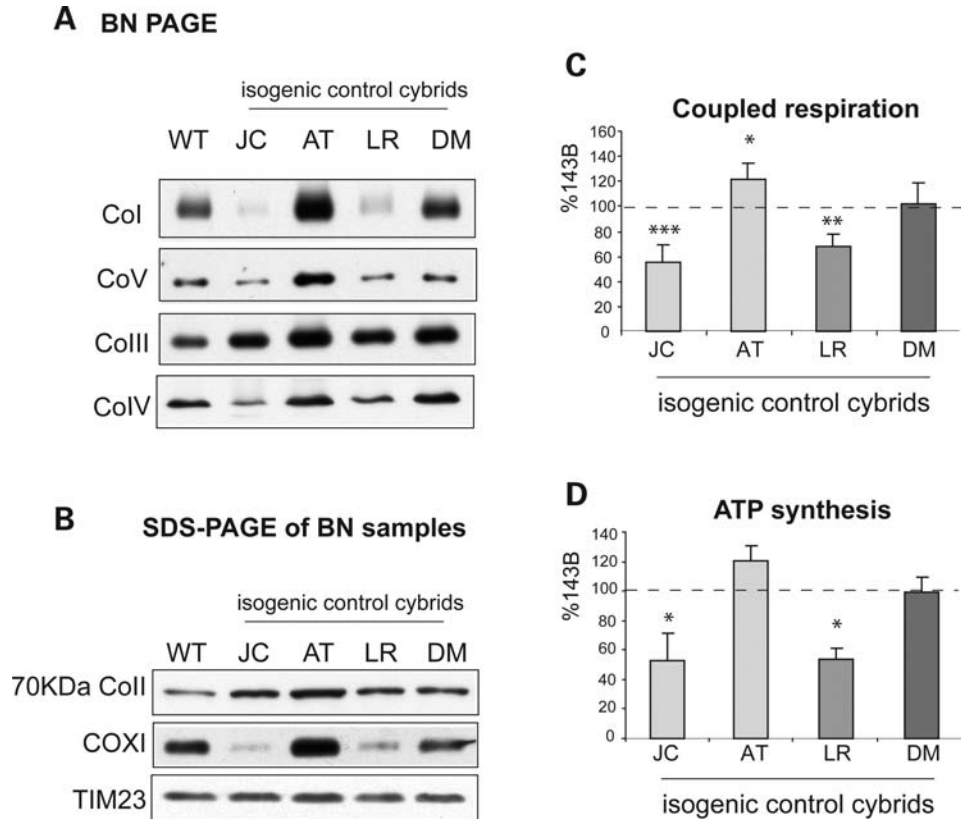 A BN PAGE
isogenic control cybrids
WT JC AT LR DM
CoI
CoV
CoIII
CoIV
B SDS-PAGE of BN samples
isogenic control cybrids
WT JC AT LR DM
70KDa CoII
COXI
TIM23
C
Coupled respiration
%143B
160
140
120
100
80
60
40
20
0
*** * **
JC AT LR DM
isogenic control cybrids
D
ATP synthesis
%143B
140
120
100
80
60
40
20
0
* *
JC AT LR DM
isogenic control cybrids